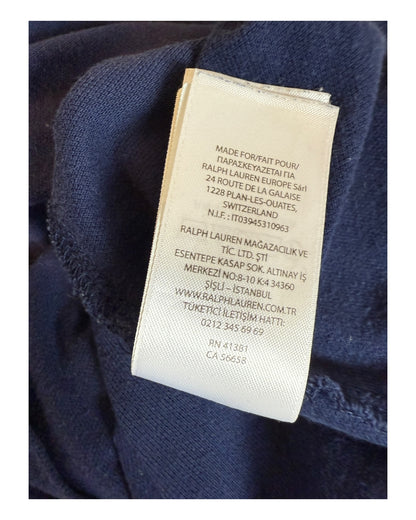 MADE FOR/FAIT POUR/
ΠΑΡΑΣΚΕΥΑΖΕΤΑΙ ΓΙΑ
RALPH LAUREN EUROPE Sàrl
24 ROUTE DE LA GALAISE
1228 PLAN-LES-OUATES,
SWITZERLAND
N.I.F. : IT03945310963
RALPH LAUREN MAĞAZACILIK VE
TİC. LTD. ŞTİ
ESENTEPE KASAP SOK. ALTINAY İŞ
MERKEZİ NO:8-10 K:4 34360
ŞİŞLİ – İSTANBUL
WWW.RALPHLAUREN.COM.TR
TÜKETİCİ İLETİŞİM HATTI:
0212 345 69 69
RN 41381
CA 56658